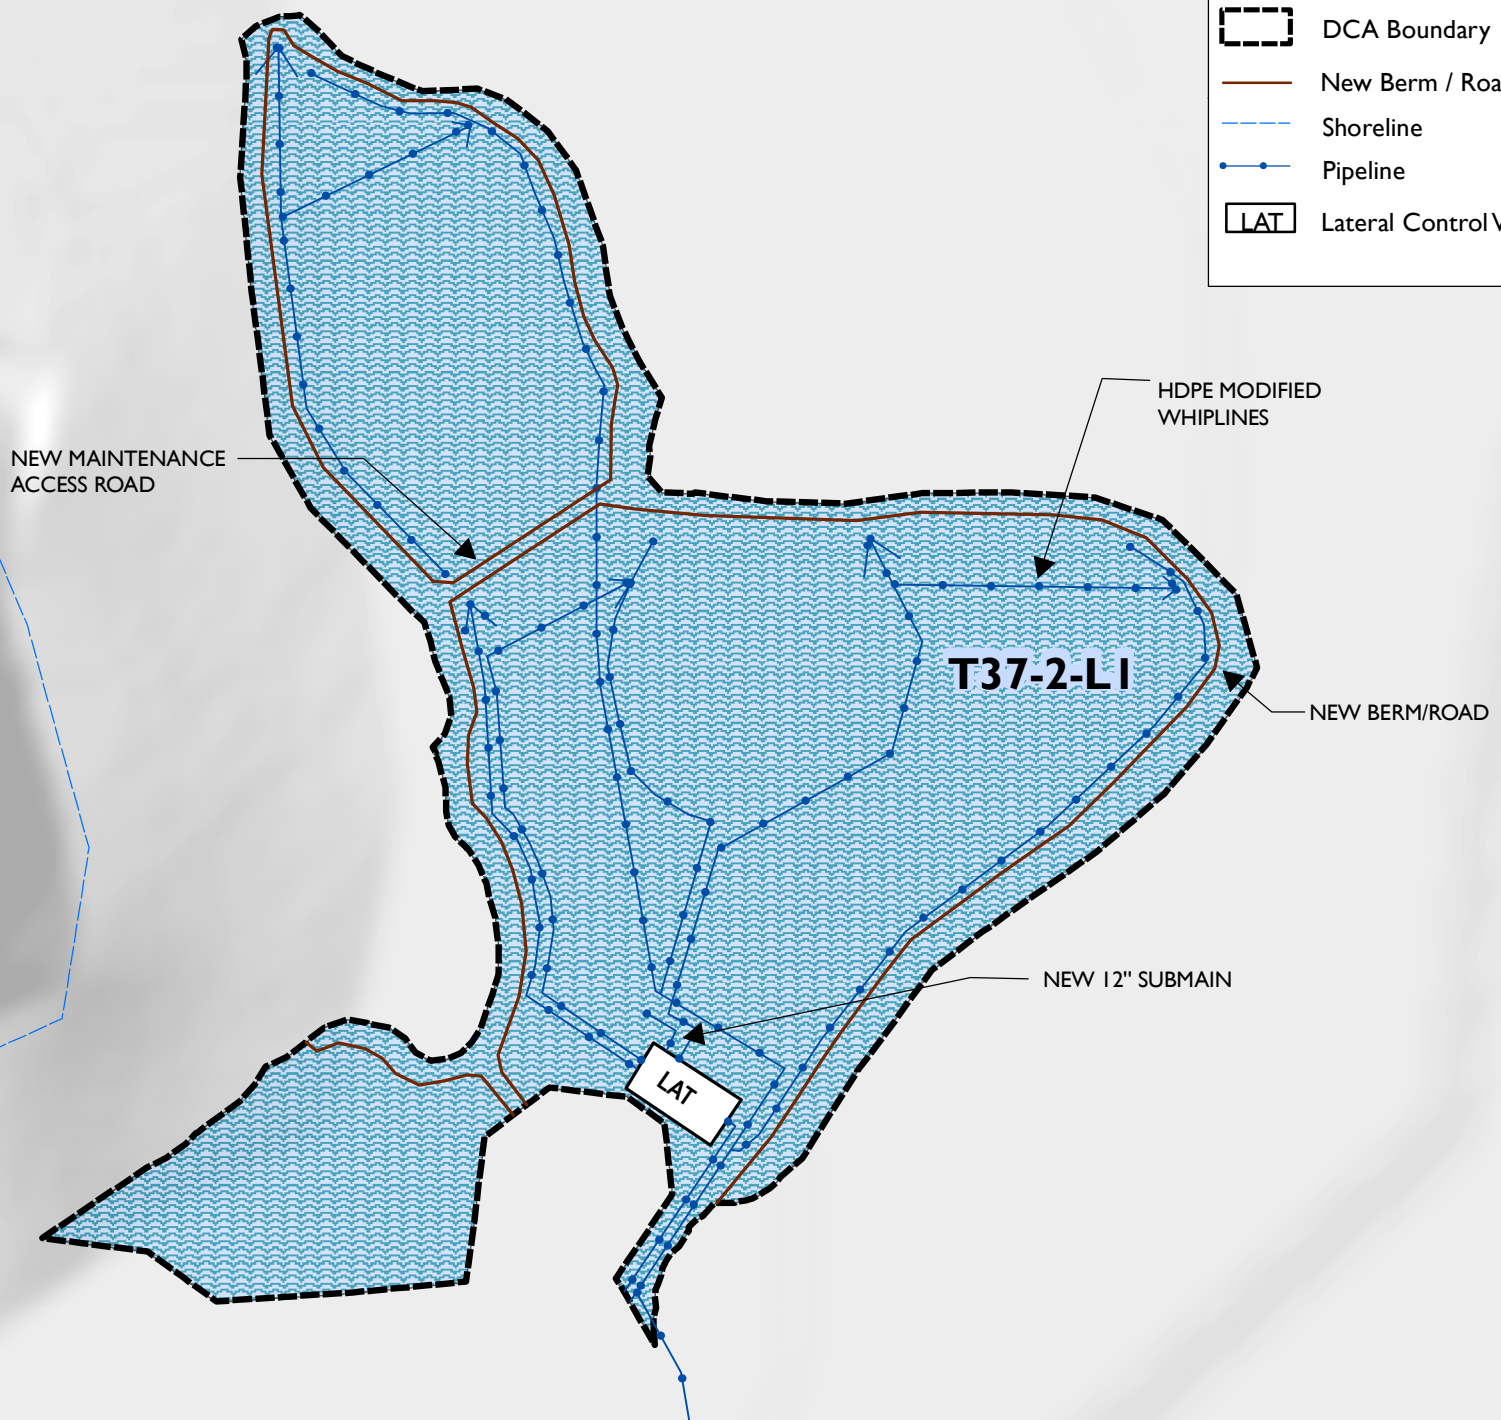 DCA Boundary
New Berm / Roa
Shoreline
Pipeline
LAT Lateral Control V
HDPE MODIFIED
WHIPLINES
NEW MAINTENANCE
ACCESS ROAD
T37-2-L1
NEW BERM/ROAD
NEW 12" SUBMAIN
LAT